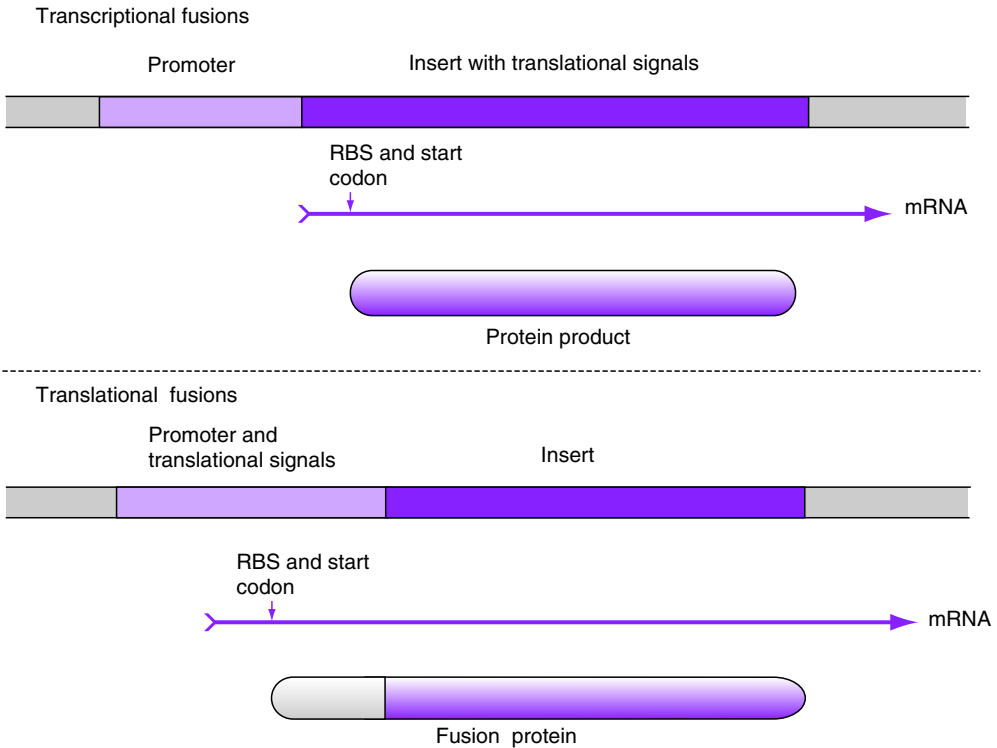 Transcriptional fusions
Promoter
Insert with translational signals
RBS and start
codon
mRNA
Protein product
Translational fusions
Promoter and
translational signals
Insert
RBS and start
codon
mRNA
Fusion protein